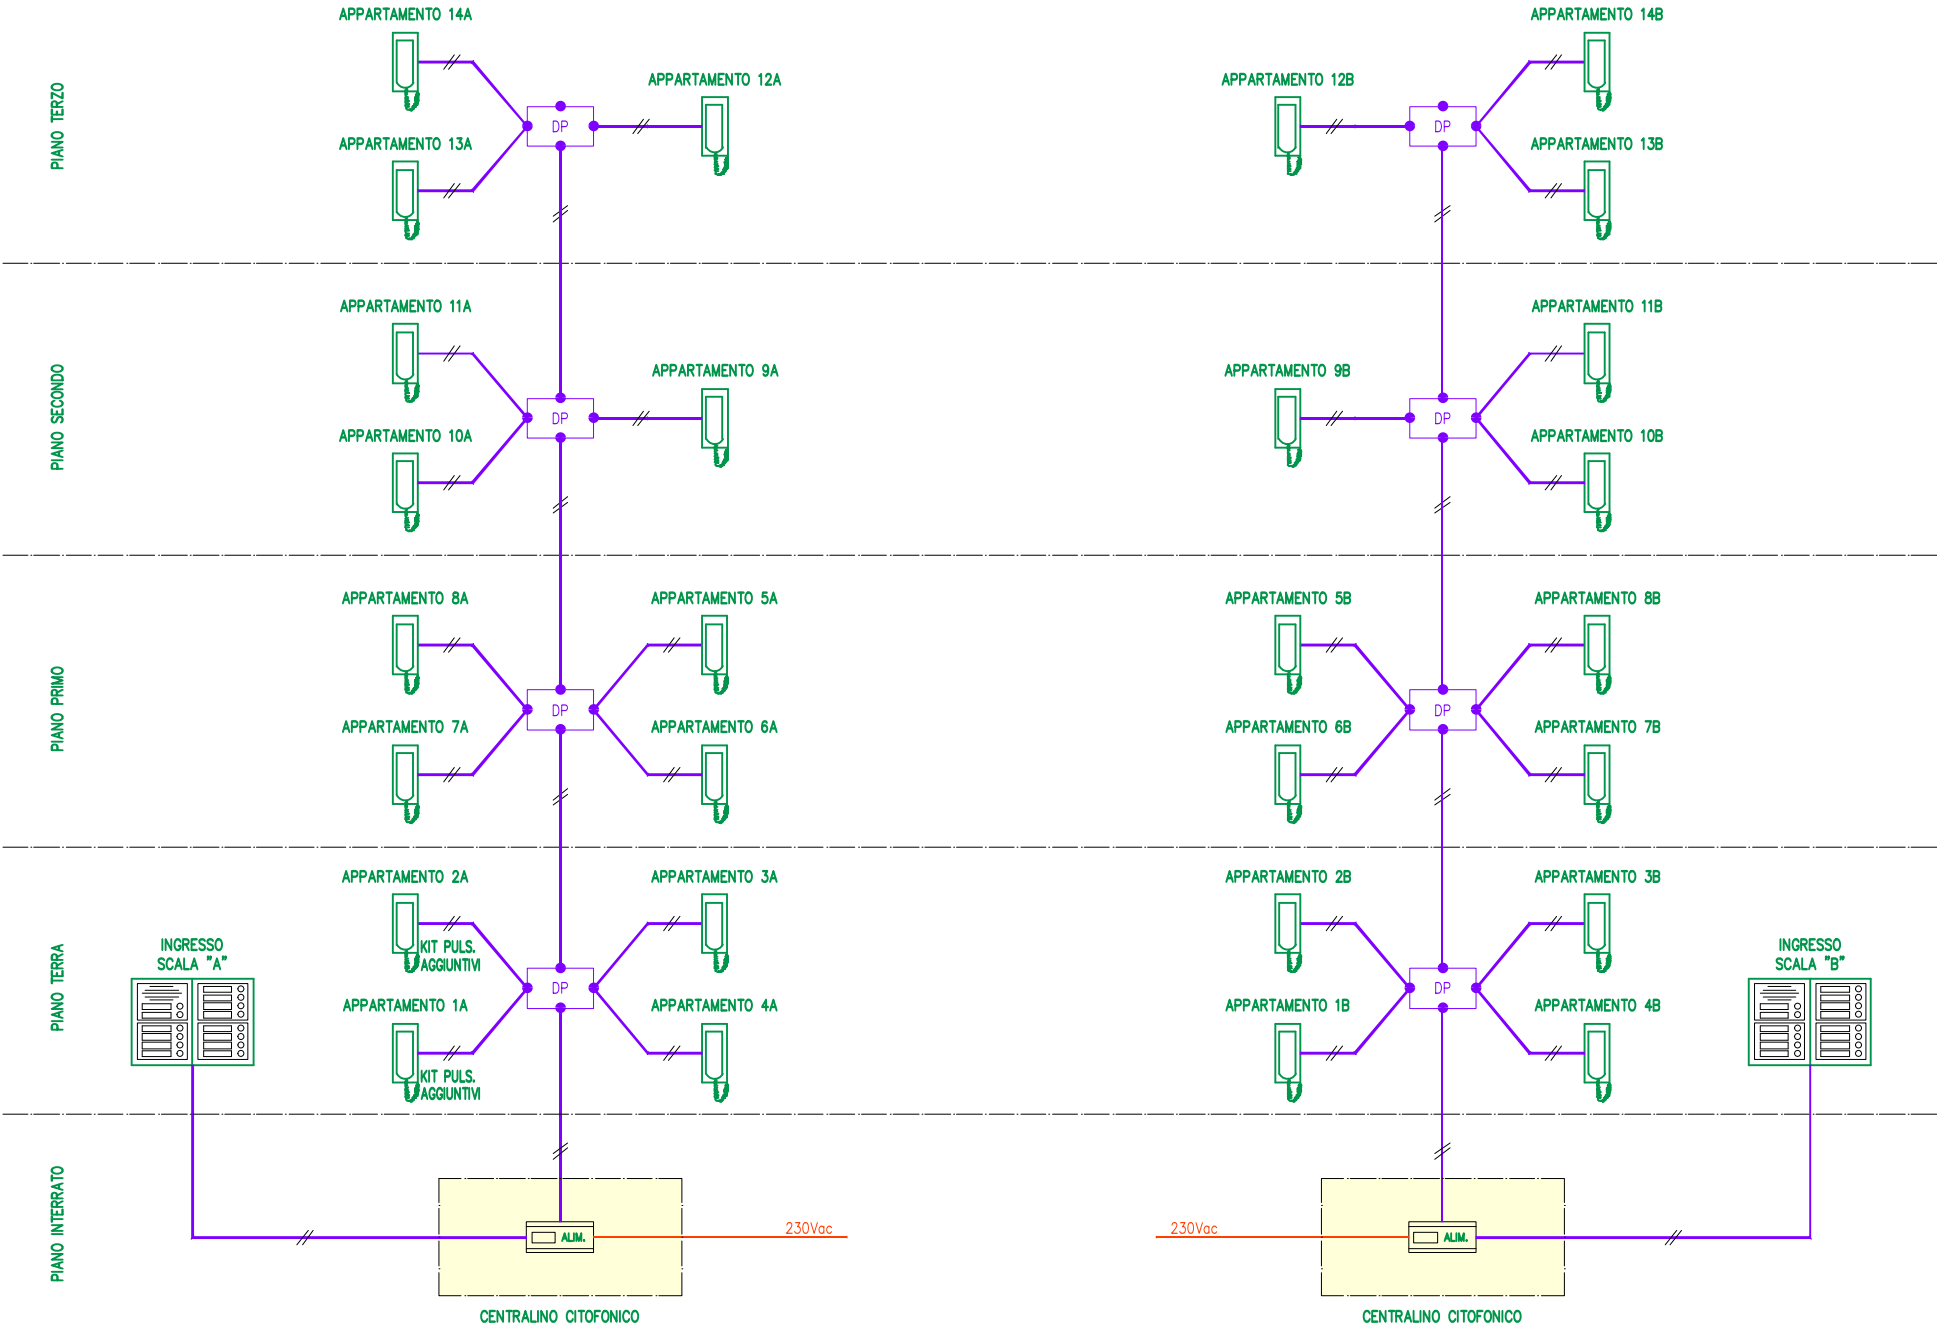 APPARTAMENTO 14A
APPARTAMENTO 14B
APPARTAMENTO 12A
APPARTAMENTO 12B
PIANO TERZO
DP
DP
APPARTAMENTO 13A
APPARTAMENTO 13B
APPARTAMENTO 11A
APPARTAMENTO 11B
APPARTAMENTO 9A
APPARTAMENTO 9B
PIANO SECONDO
DP
DP
APPARTAMENTO 10A
APPARTAMENTO 10B
APPARTAMENTO 8A
APPARTAMENTO 5A
APPARTAMENTO 5B
APPARTAMENTO 8B
PIANO PRIMO
DP
DP
APPARTAMENTO 7A
APPARTAMENTO 6A
APPARTAMENTO 6B
APPARTAMENTO 7B
APPARTAMENTO 2A
APPARTAMENTO 3A
APPARTAMENTO 2B
APPARTAMENTO 3B
INGRESSO
SCALA "A"
KIT PULS.
AGGIUNTIVI
INGRESSO
SCALA "B"
PIANO TERRA
DP
DP
APPARTAMENTO 1A
APPARTAMENTO 4A
APPARTAMENTO 1B
APPARTAMENTO 4B
KIT PULS.
AGGIUNTIVI
PIANO INTERRATO
ALIM.
230Vac
230Vac
ALIM.
CENTRALINO CITOFONICO
CENTRALINO CITOFONICO